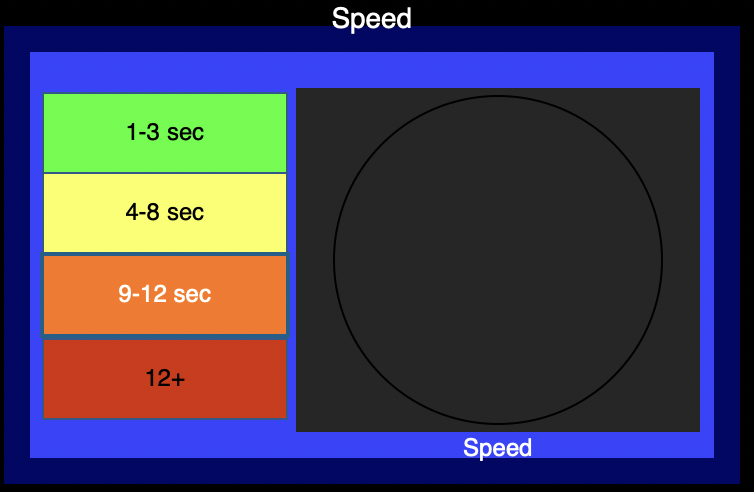 Speed
1-3 sec
4-8 sec
9-12 sec
12+
Speed